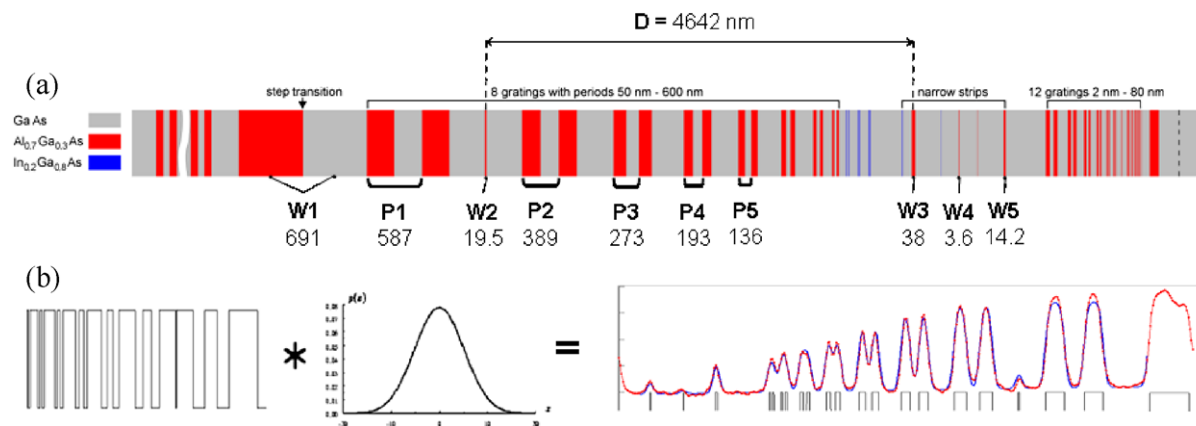 D = 4642 nm
(a)
step transition
8 gratings with periods 50 nm - 600 nm
narrow strips
12 gratings 2 nm - 80 nm
Ga As
Al0.7Ga0.3As
In0.2Ga0.8As
W1 P1 W2 P2 P3 P4 P5 W3 W4 W5
691 587 19.5 389 273 193 136 38 3.6 14.2
(b)
p(x)
* =
x